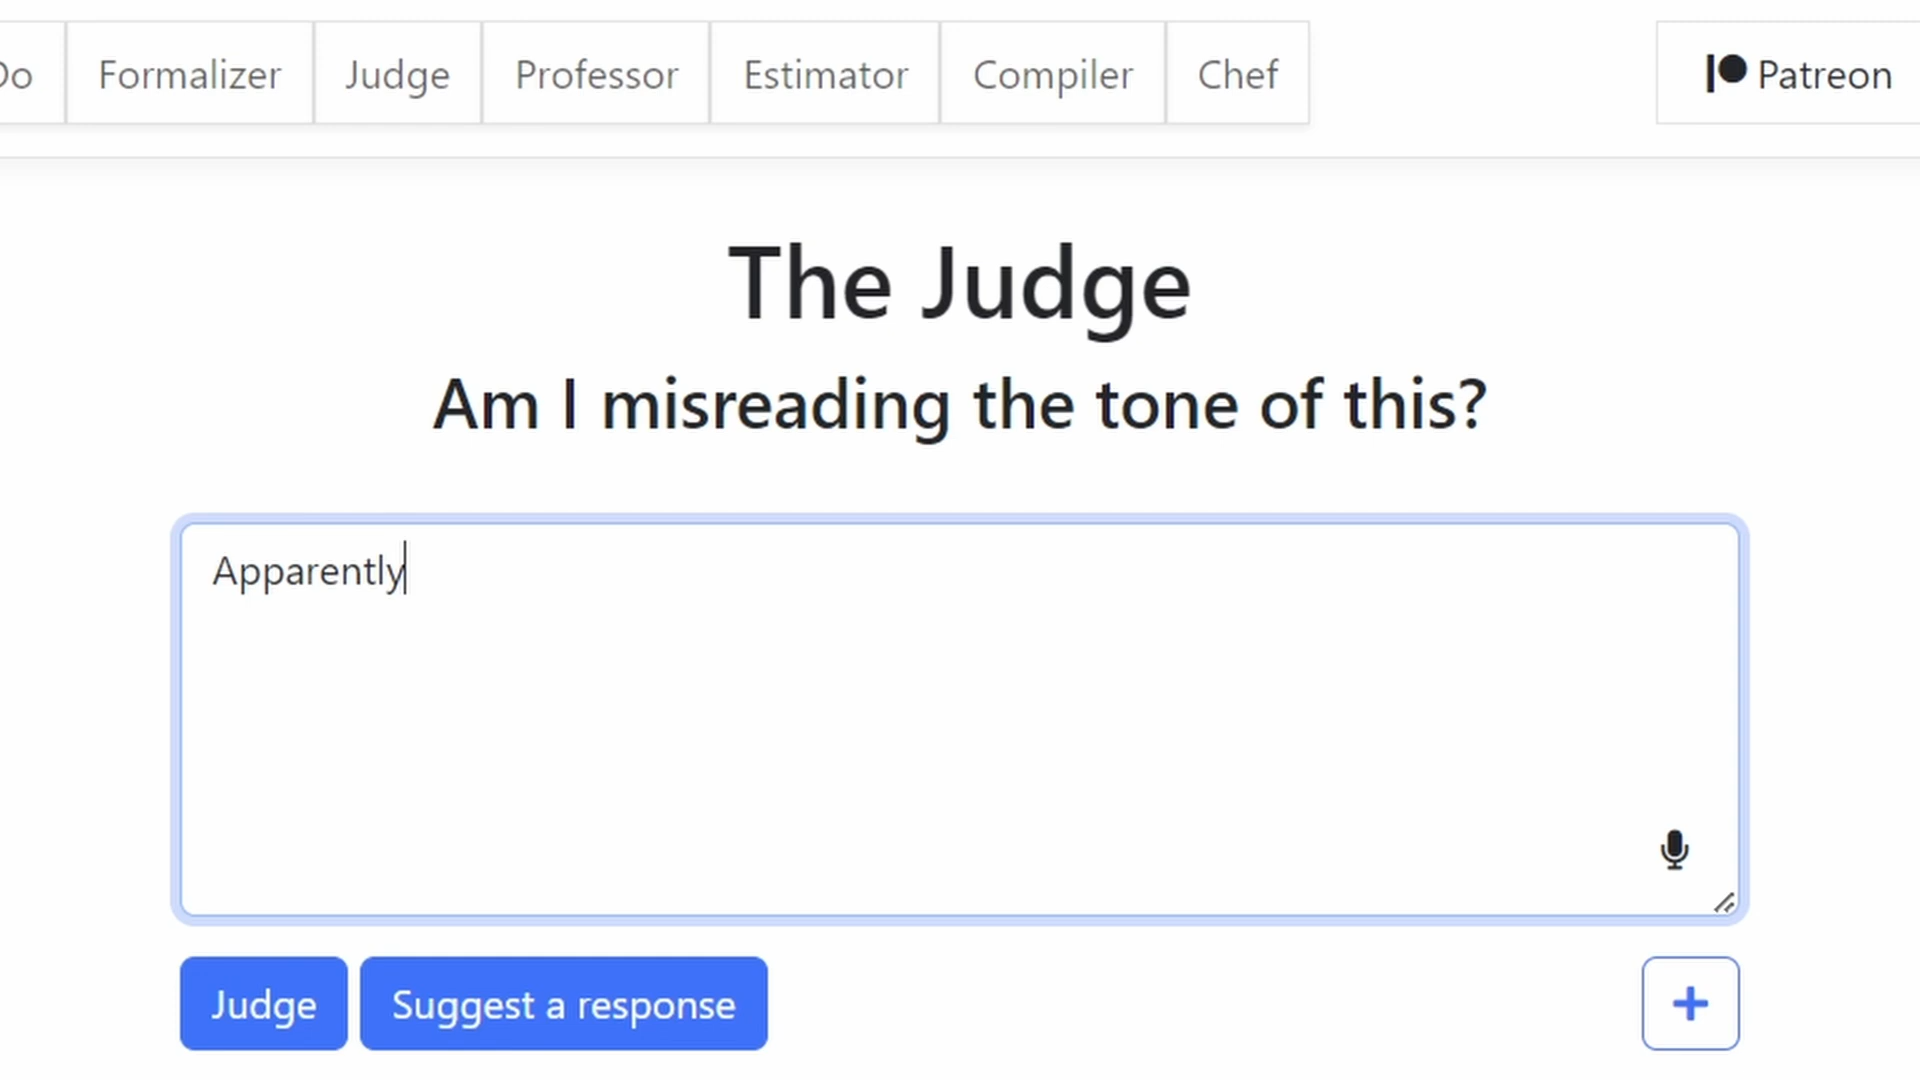 Do Formalizer Judge Professor Estimator Compiler Chef Patreon
The Judge
Am I misreading the tone of this?
Apparently
Judge Suggest a response